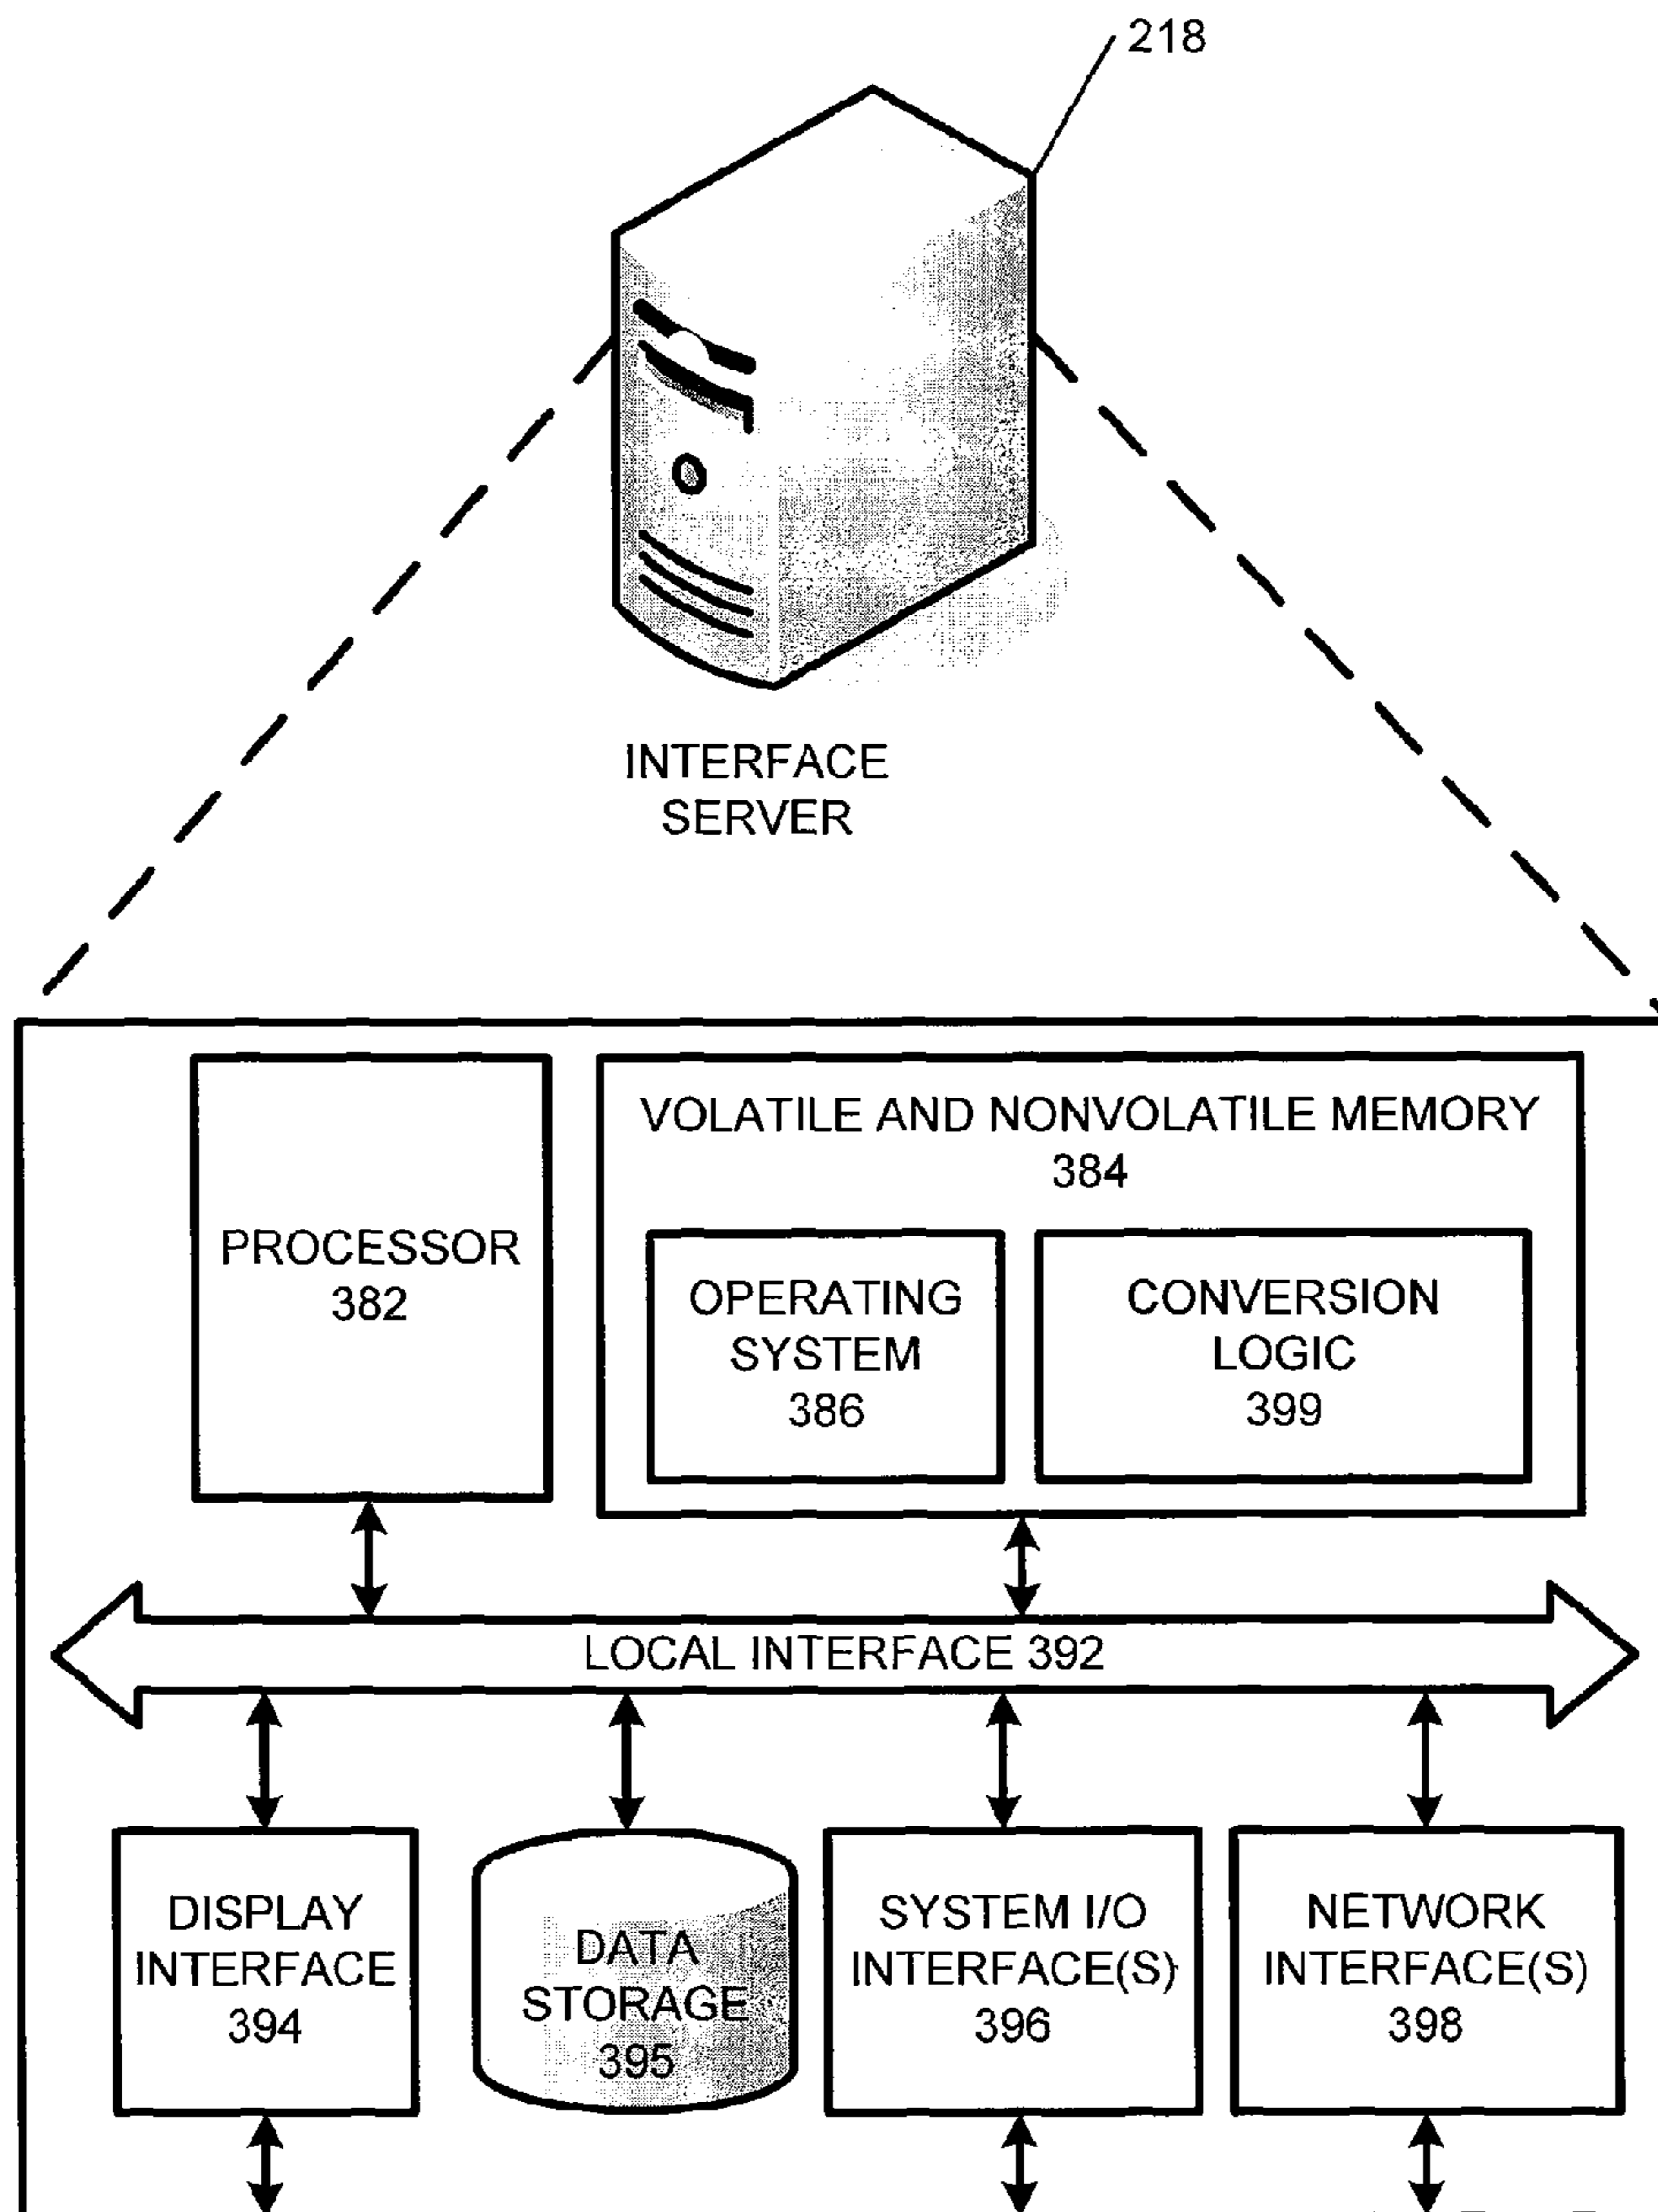 218
INTERFACE
SERVER
VOLATILE AND NONVOLATILE MEMORY
384
PROCESSOR
382
OPERATING
SYSTEM
386
CONVERSION
LOGIC
399
LOCAL INTERFACE 392
DISPLAY
INTERFACE
394
DATA
STORAGE
395
SYSTEM I/O
INTERFACE(S)
396
NETWORK
INTERFACE(S)
398